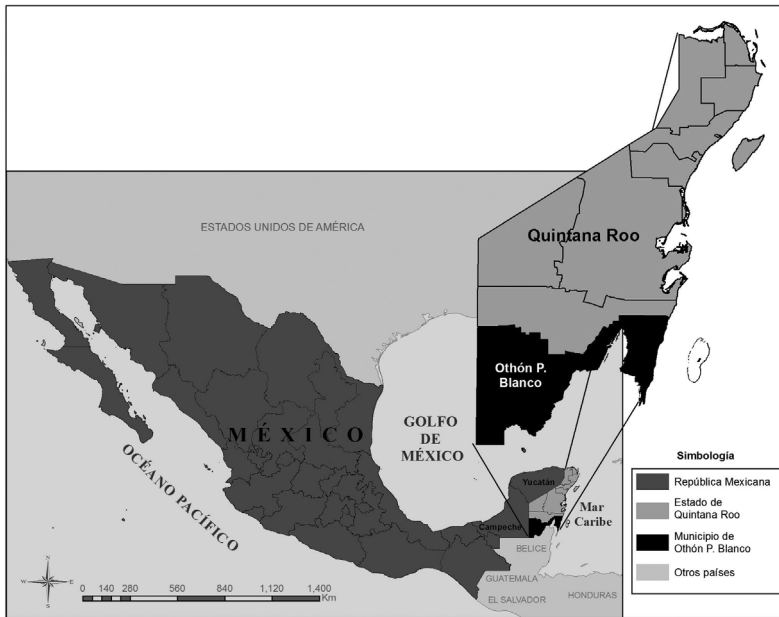 ESTADOS UNIDOS DE AMÉRICA
Quintana Roo
Othón P.
Blanco
MÉXICO
GOLFO
DE
MÉXICO
OCÉANO PACÍFICO
Yucatán
Campeche
Mar
Caribe
BELICE
GUATEMALA
EL SALVADOR
HONDURAS
N
W
E
S
0 140 280 560 840 1,120 1,400
Km
Simbología
República Mexicana
Estado de
Quintana Roo
Municipio de
Othón P. Blanco
Otros países